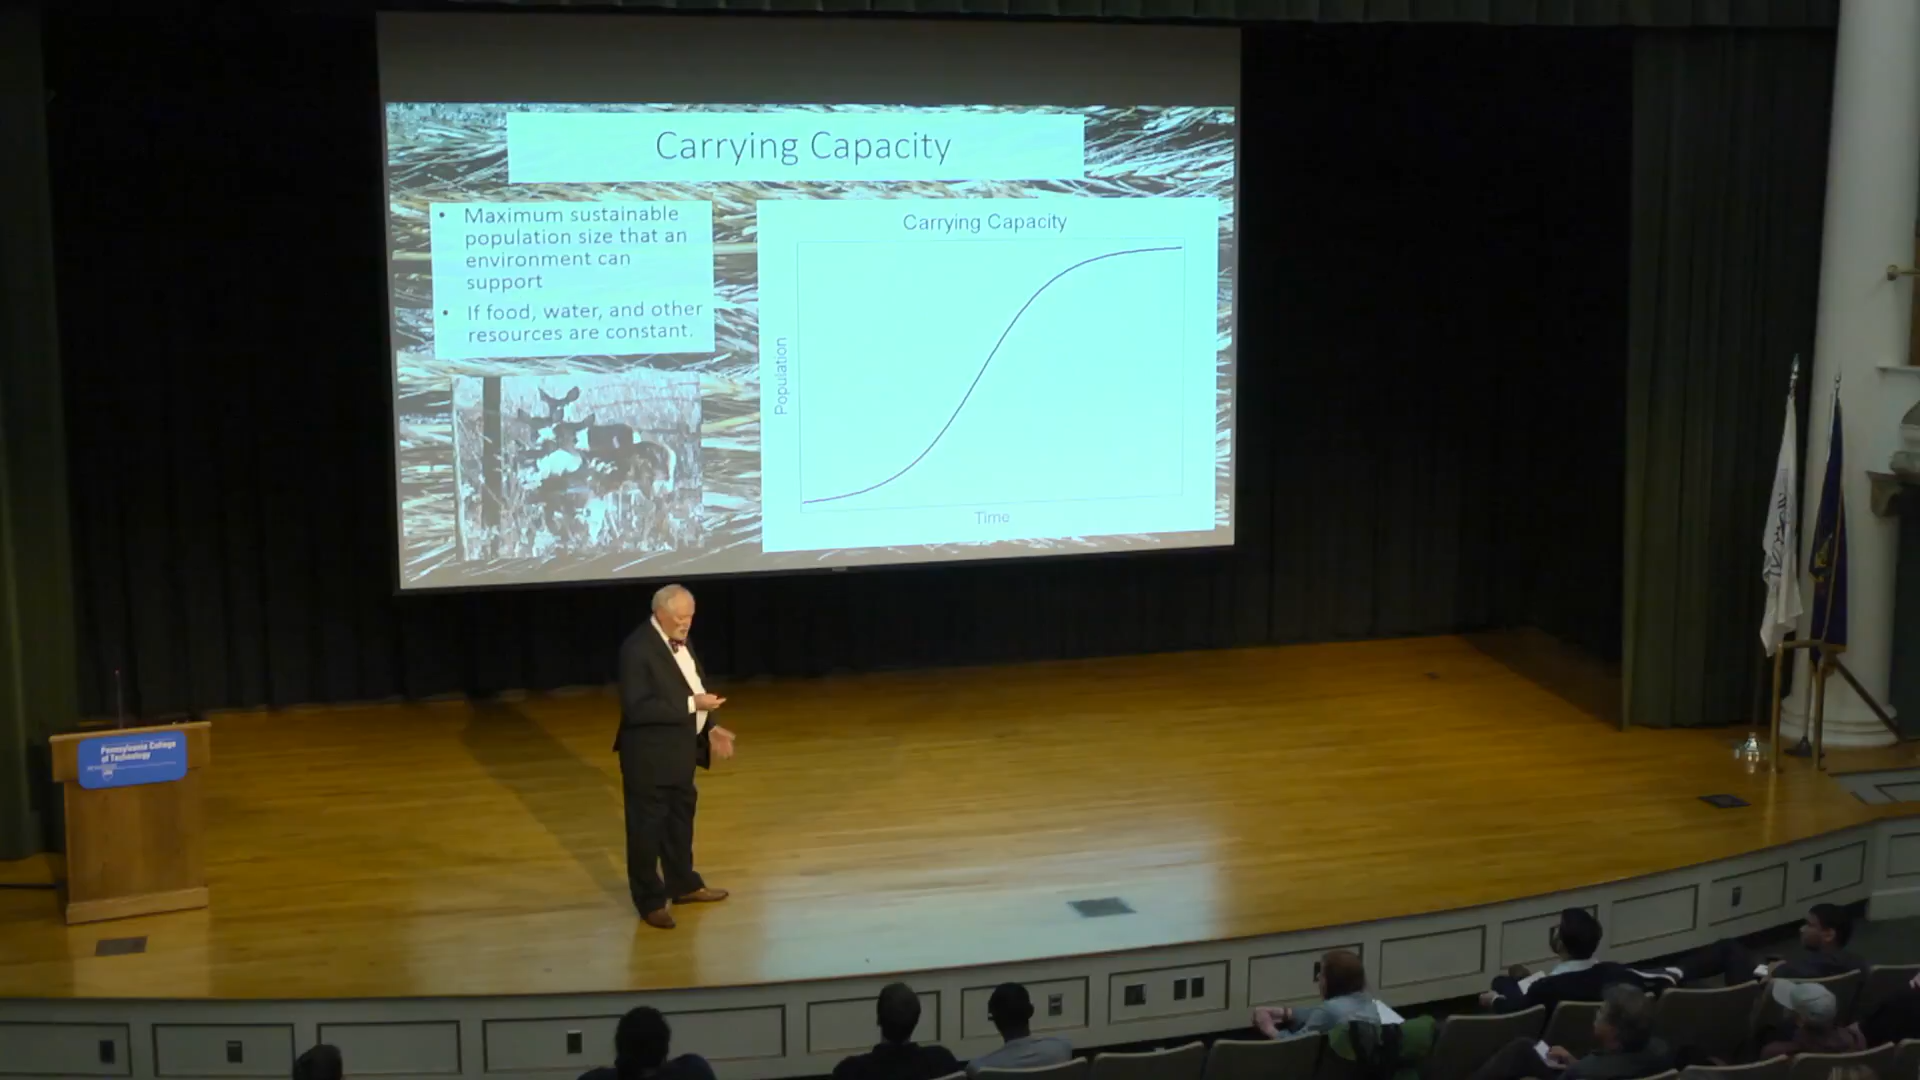 Carrying Capacity
• Maximum sustainable
population size that an
environment can
support
• If food, water, and other
resources are constant.
Carrying Capacity
Population
Time
Pennsylvania College
of Technology